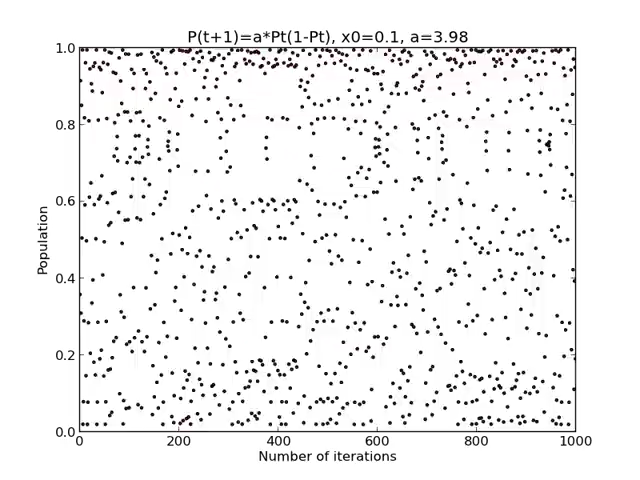 P(t+1)=a*Pt(1-Pt), x0=0.1, a=3.98
1.0
0.8
0.6
0.4
0.2
0.0
Population
0 200 400 600 800 1000
Number of iterations